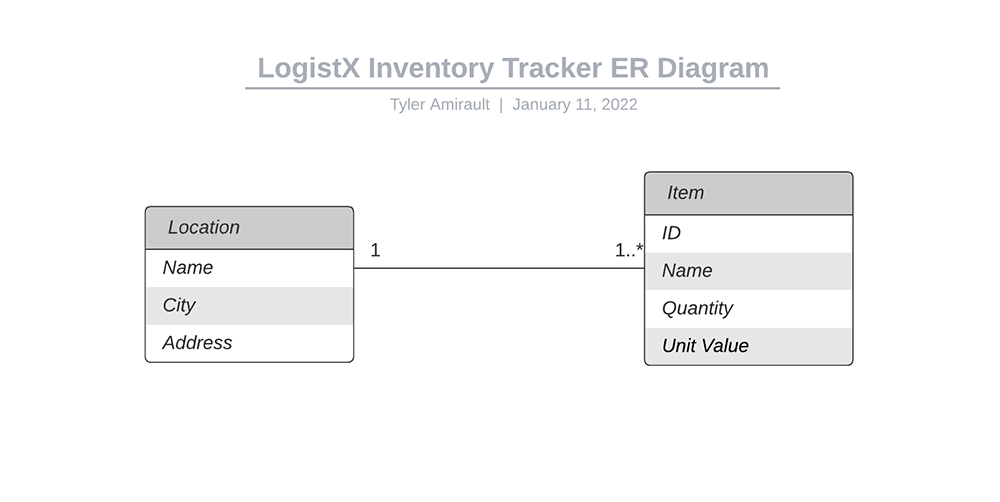 LogistX Inventory Tracker ER Diagram
Tyler Amirault | January 11, 2022
Location
Name
City
Address
1
1..*
Item
ID
Name
Quantity
Unit Value